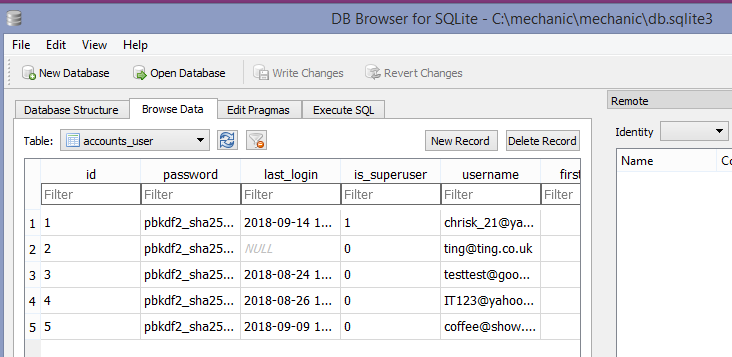 DB Browser for SQLite - C:\mechanic\mechanic\db.sqlite3
File Edit View Help
New Database Open Database Write Changes Revert Changes
Database Structure Browse Data Edit Pragmas Execute SQL Remote
Table: accounts_user New Record Delete Record Identity
id password last_login is_superuser username first Name Co
Filter Filter Filter Filter Filter Filter
1 1 pbkdf2_sha25... 2018-09-14 1... 1 chrisk_21@ya...
2 2 pbkdf2_sha25... NULL 0 ting@ting.co.uk
3 3 pbkdf2_sha25... 2018-08-24 1... 0 testtest@goo...
4 4 pbkdf2_sha25... 2018-08-26 1... 0 IT123@yahoo...
5 5 pbkdf2_sha25... 2018-09-09 1... 0 coffee@show....